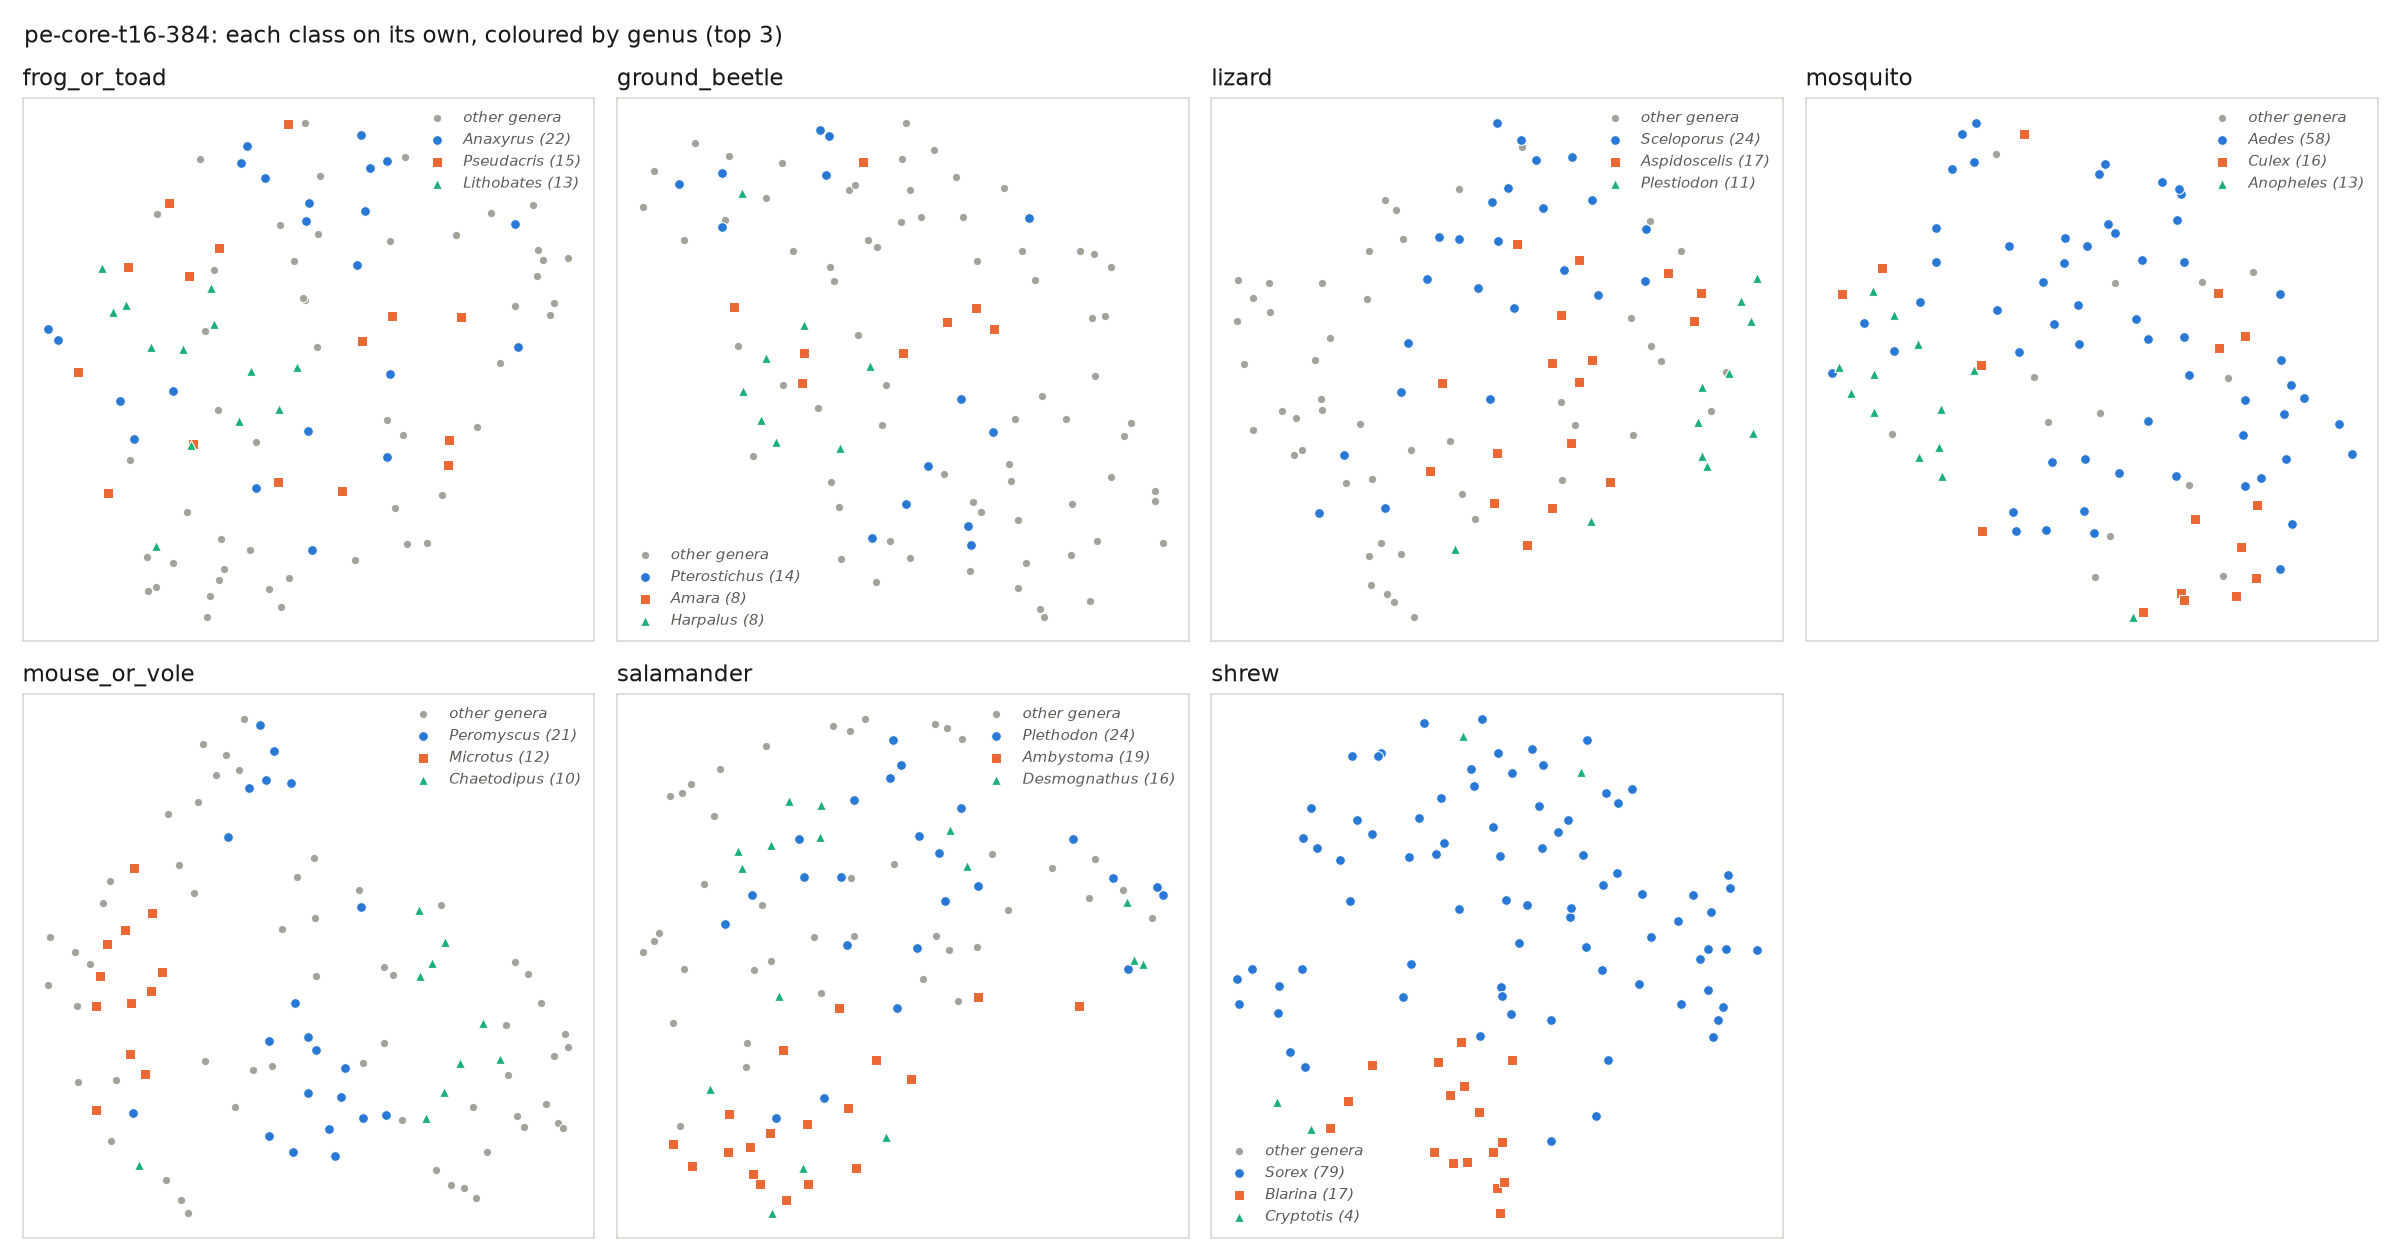 pe-core-t16-384: each class on its own, coloured by genus (top 3)
frog_or_toad
other genera
Anaxyrus (22)
Pseudacris (15)
Lithobates (13)
ground_beetle
other genera
Pterostichus (14)
Amara (8)
Harpalus (8)
lizard
other genera
Sceloporus (24)
Aspidoscelis (17)
Plestiodon (11)
mosquito
other genera
Aedes (58)
Culex (16)
Anopheles (13)
mouse_or_vole
other genera
Peromyscus (21)
Microtus (12)
Chaetodipus (10)
salamander
other genera
Plethodon (24)
Ambystoma (19)
Desmognathus (16)
shrew
other genera
Sorex (79)
Blarina (17)
Cryptotis (4)